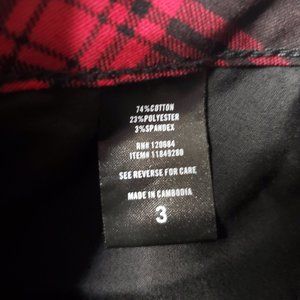 74%COTTON
23%POLYESTER
3%SPANDEX
RN# 120684
ITEM# 11849280
SEE REVERSE FOR CARE
MADE IN CAMBODIA
3